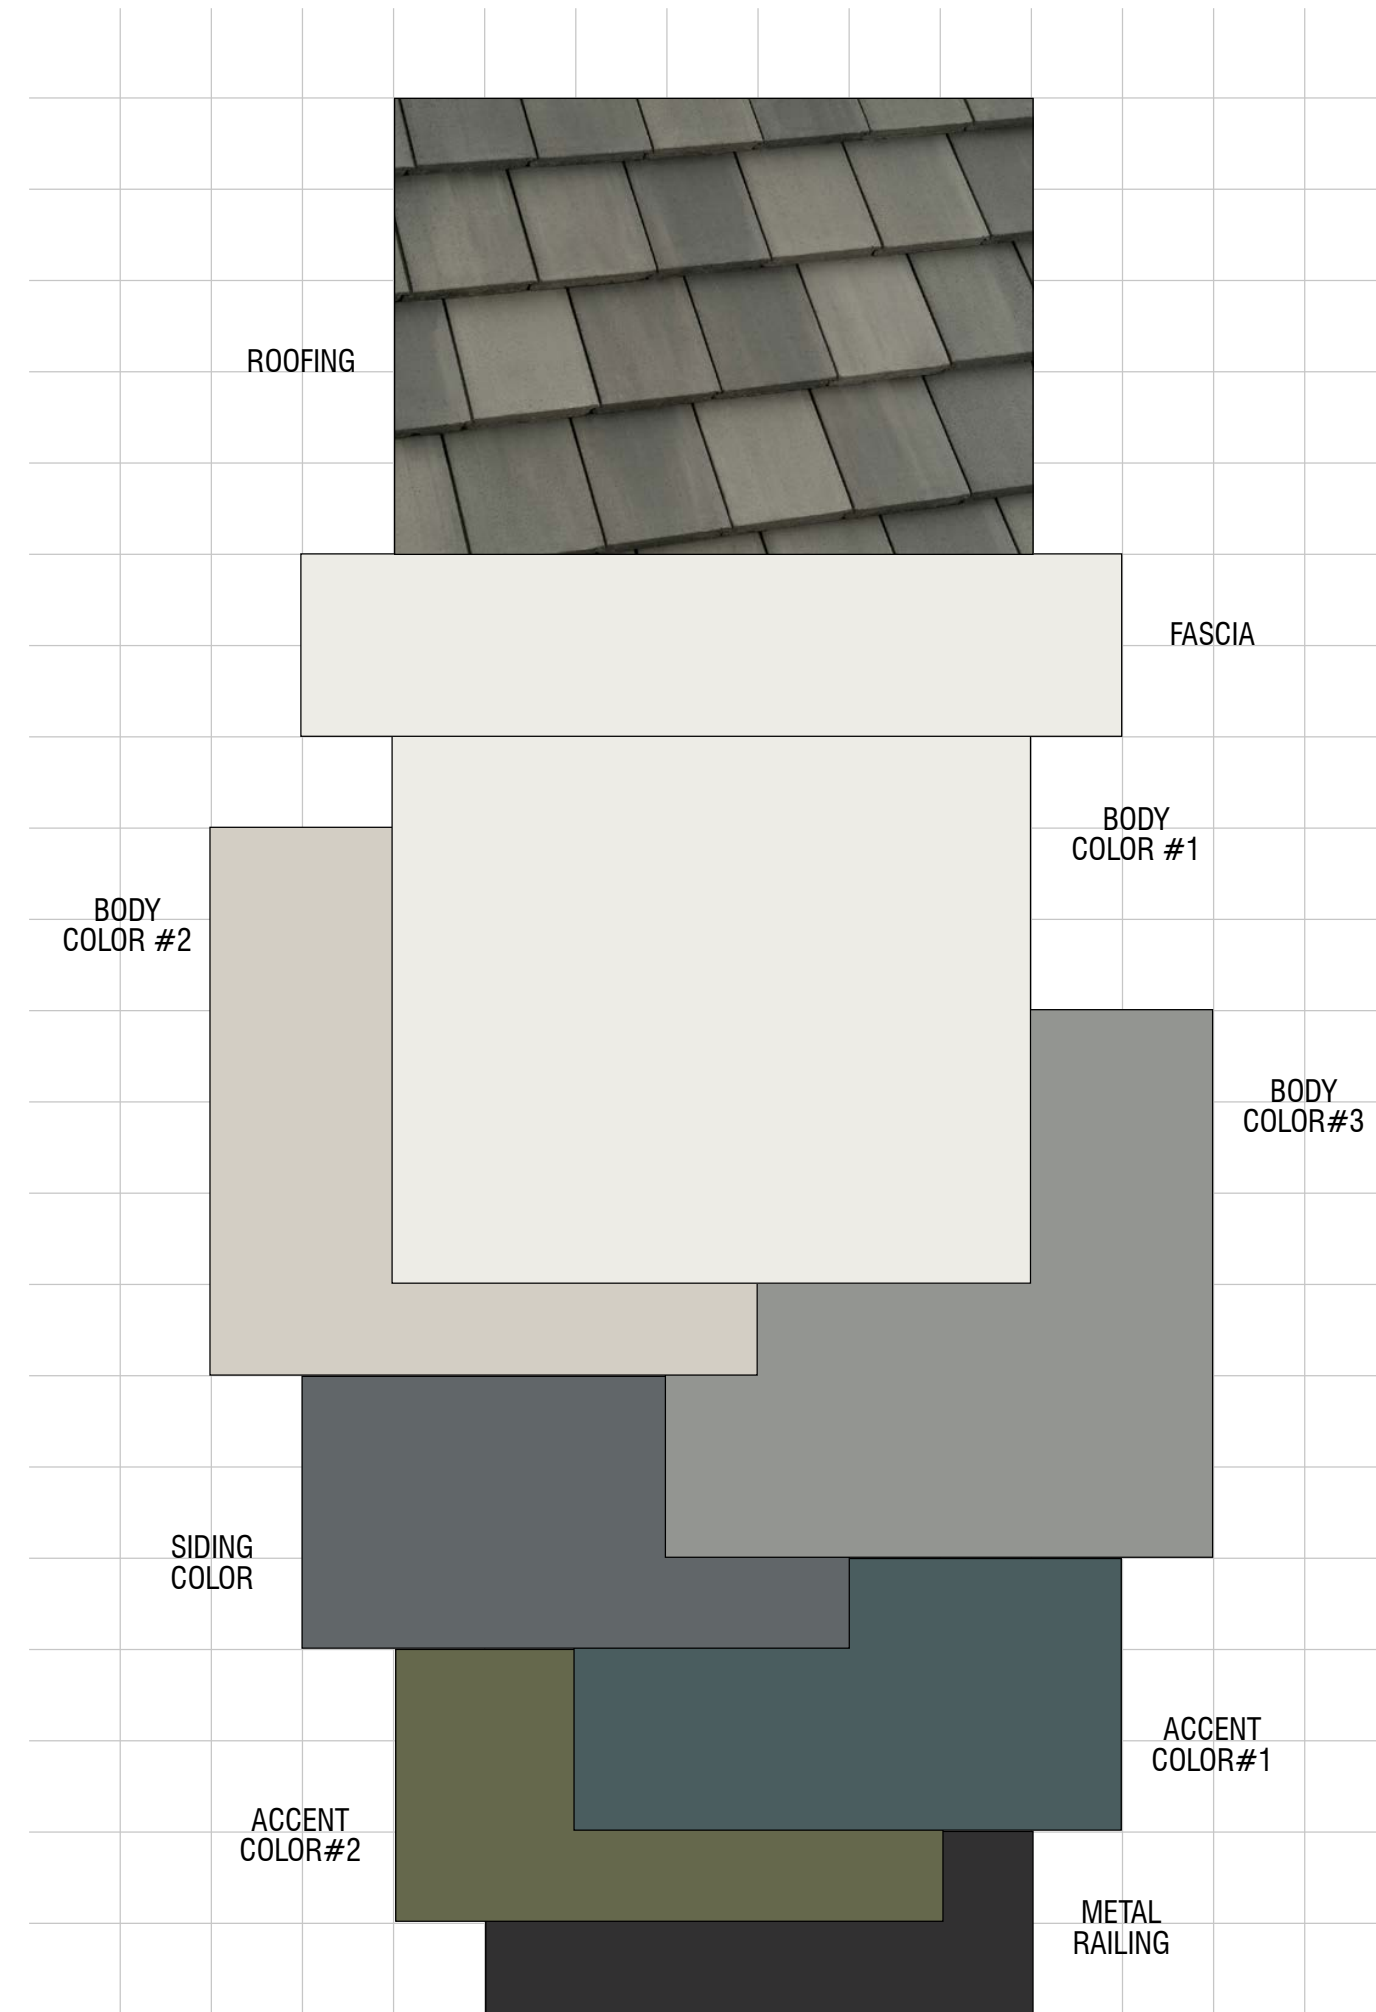 ROOFING
FASCIA
BODY
COLOR #1
BODY
COLOR #2
BODY
COLOR#3
SIDING
COLOR
ACCENT
COLOR#1
ACCENT
COLOR#2
METAL
RAILING